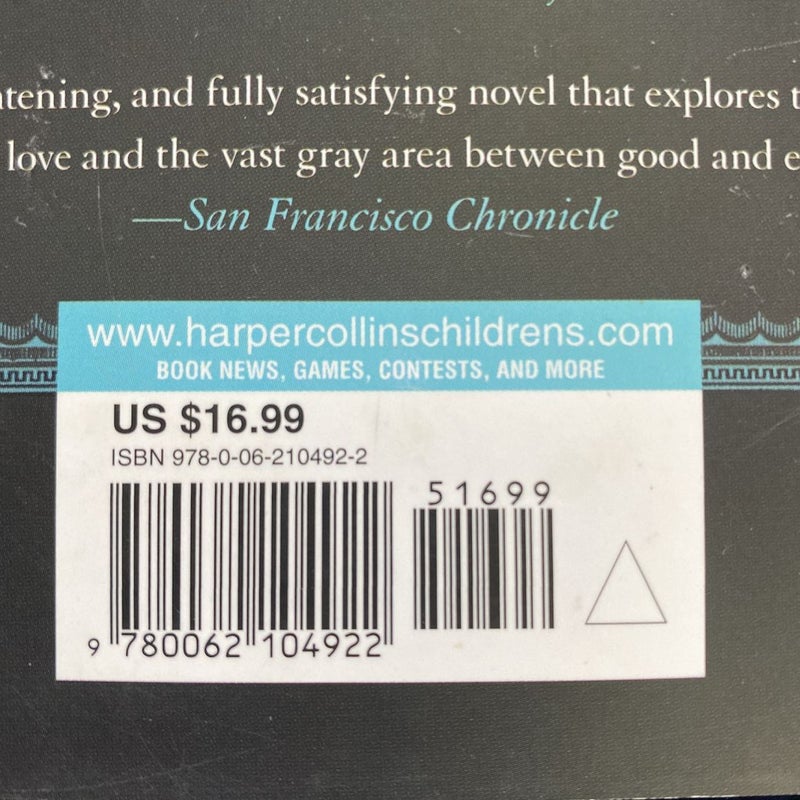 and fully satisfying novel that explores
love and the vast gray area between good and
—San Francisco Chronicle
www.harpercollinschildrens.com
BOOK NEWS, GAMES, CONTESTS, AND MORE
US $16.99
ISBN 978-0-06-210492-2
51699
9 780062 104922